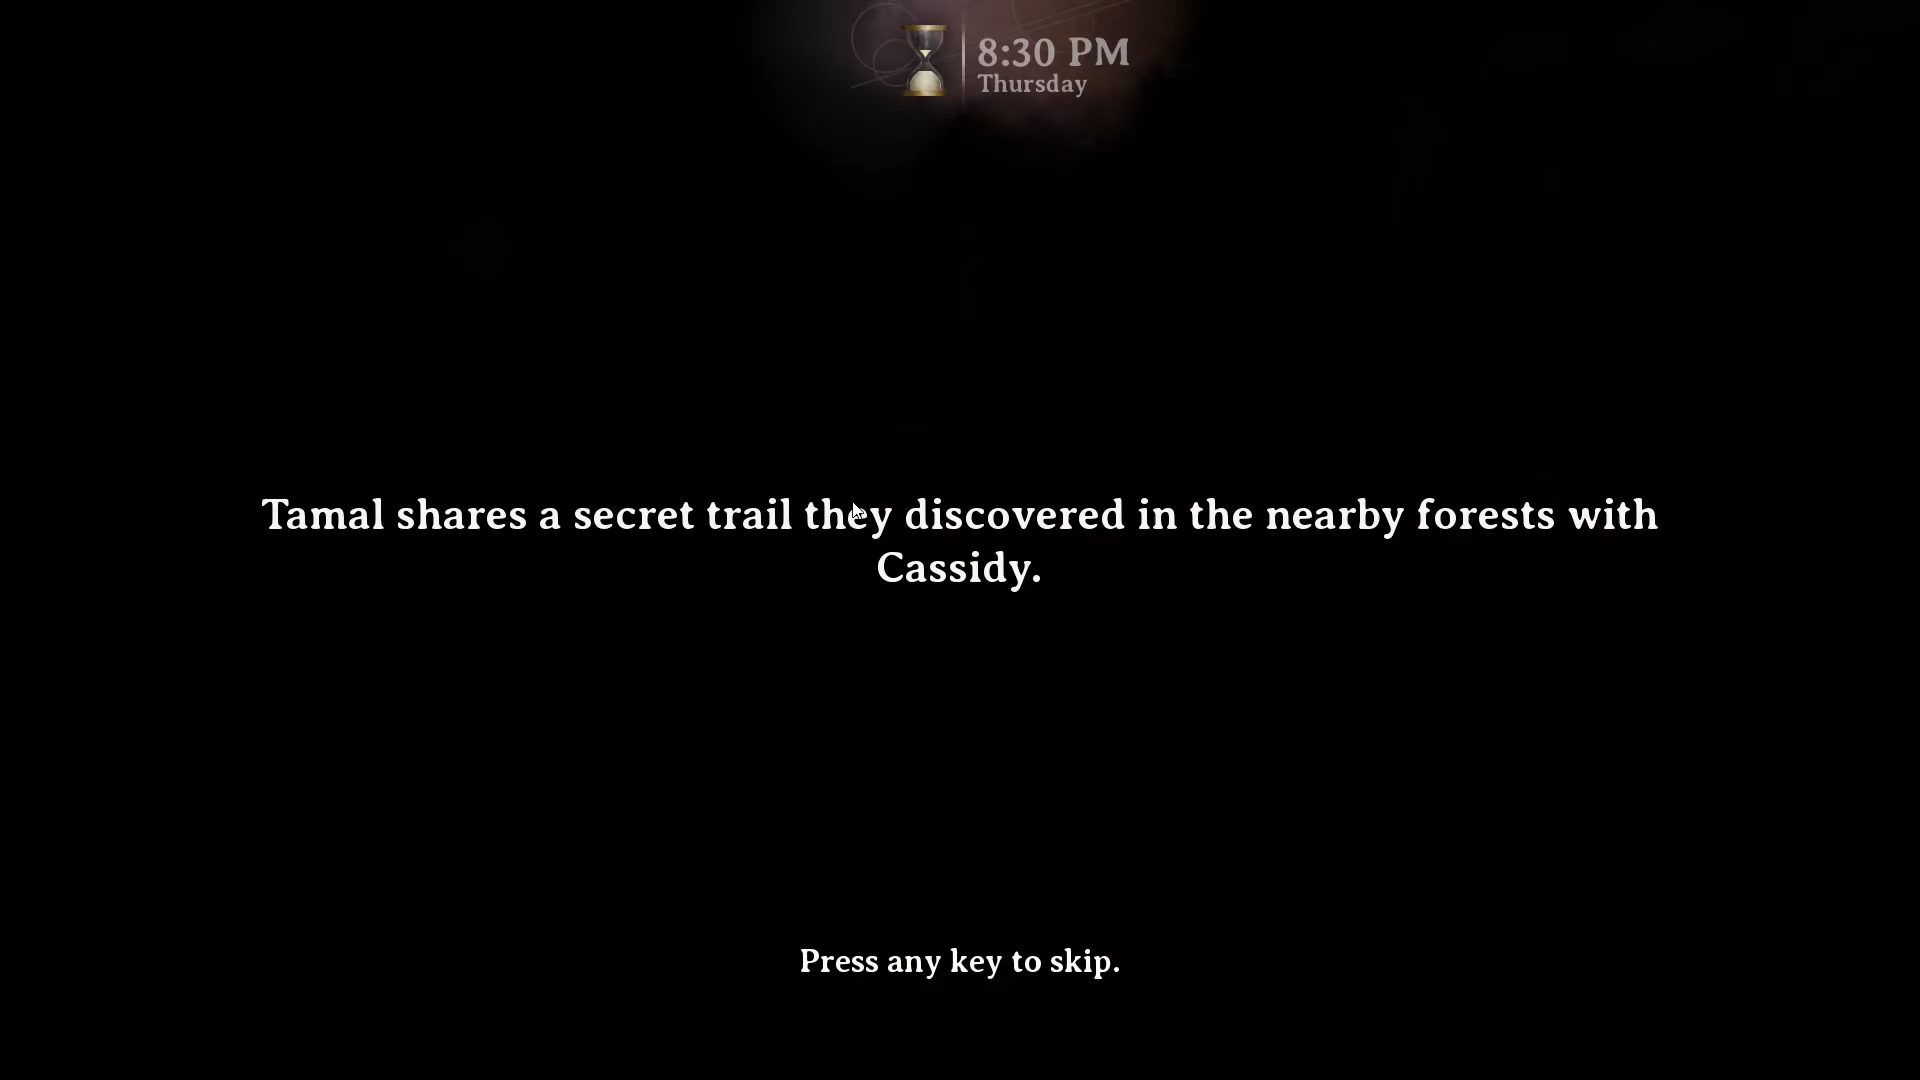 8:30 PM
Thursday
Tamal shares a secret trail they discovered in the nearby forests with
Cassidy.
Press any key to skip.